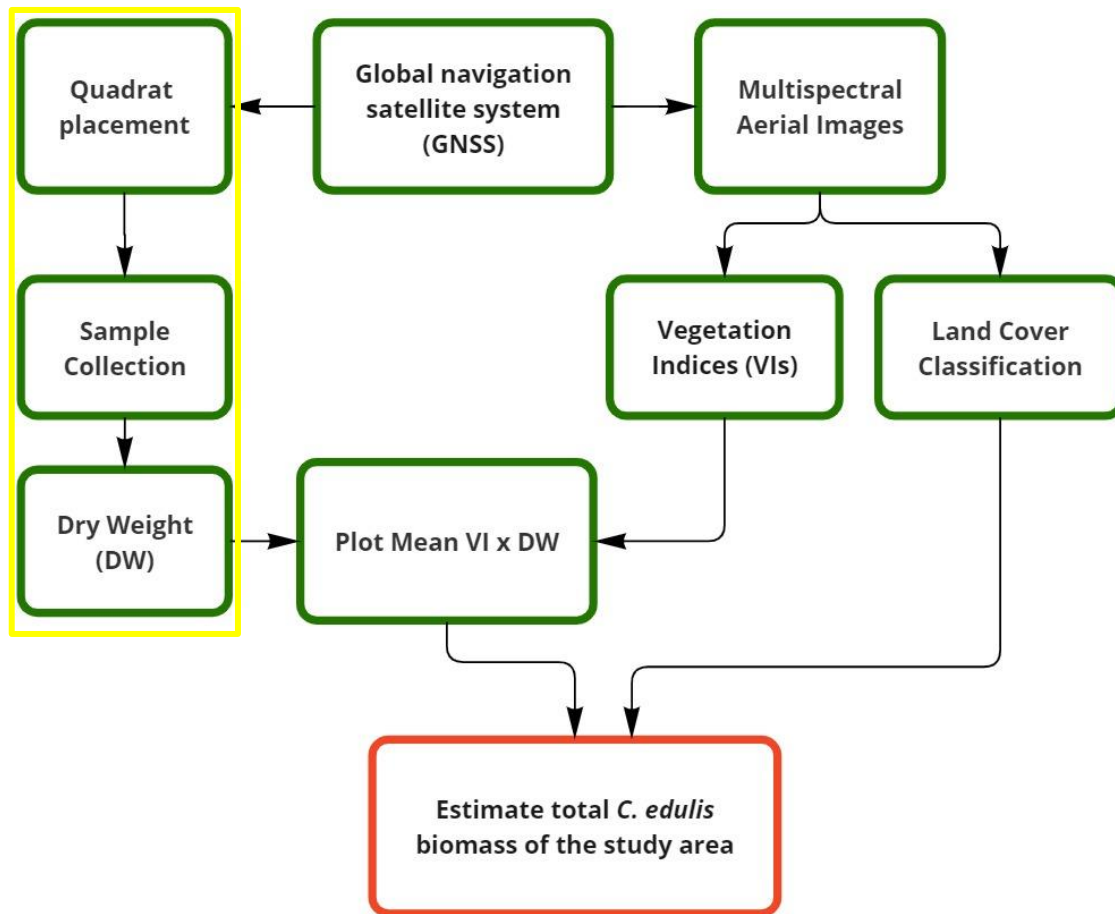 Quadrat
placement
Global navigation
satellite system
(GNSS)
Multispectral
Aerial Images
Sample
Collection
Vegetation
Indices (VIs)
Land Cover
Classification
Dry Weight
(DW)
Plot Mean VI x DW
Estimate total C. edulis
biomass of the study area